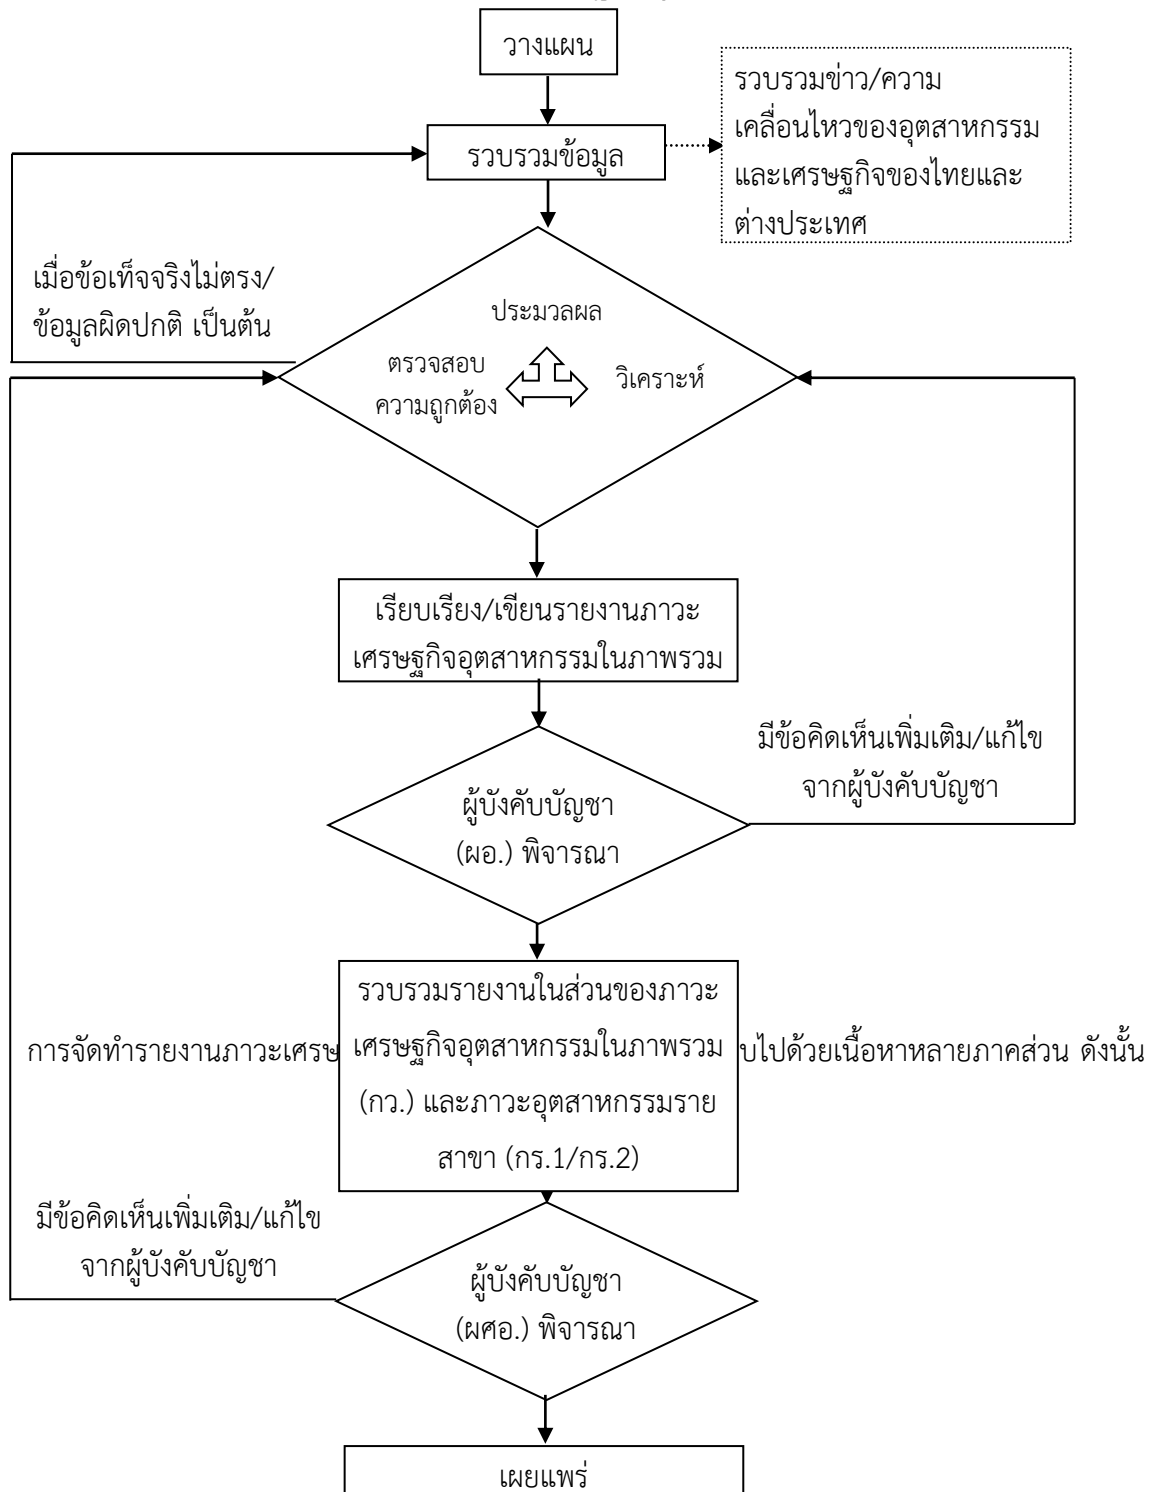 วางแผน
รวบรวมข้อมูล
รวบรวมข่าว/ความ
เคลื่อนไหวของอุตสาหกรรม
และเศรษฐกิจของไทยและ
ต่างประเทศ
เมื่อข้อเท็จจริงไม่ตรง/
ข้อมูลผิดปกติ เป็นต้น
ประมวลผล
ตรวจสอบ
ความถูกต้อง
วิเคราะห์
เรียบเรียง/เขียนรายงานภาวะ
เศรษฐกิจอุตสาหกรรมในภาพรวม
มีข้อคิดเห็นเพิ่มเติม/แก้ไข
จากผู้บังคับบัญชา
ผู้บังคับบัญชา
(ผอ.) พิจารณา
รวบรวมรายงานในส่วนของภาวะ
เศรษฐกิจอุตสาหกรรมในภาพรวม
(กว.) และภาวะอุตสาหกรรมราย
สาขา (กร.1/กร.2)
การจัดทำรายงานภาวะเศรษ
บไปด้วยเนื้อหาหลายภาคส่วน ดังนั้น
มีข้อคิดเห็นเพิ่มเติม/แก้ไข
จากผู้บังคับบัญชา
ผู้บังคับบัญชา
(ผศอ.) พิจารณา
เผยแพร่